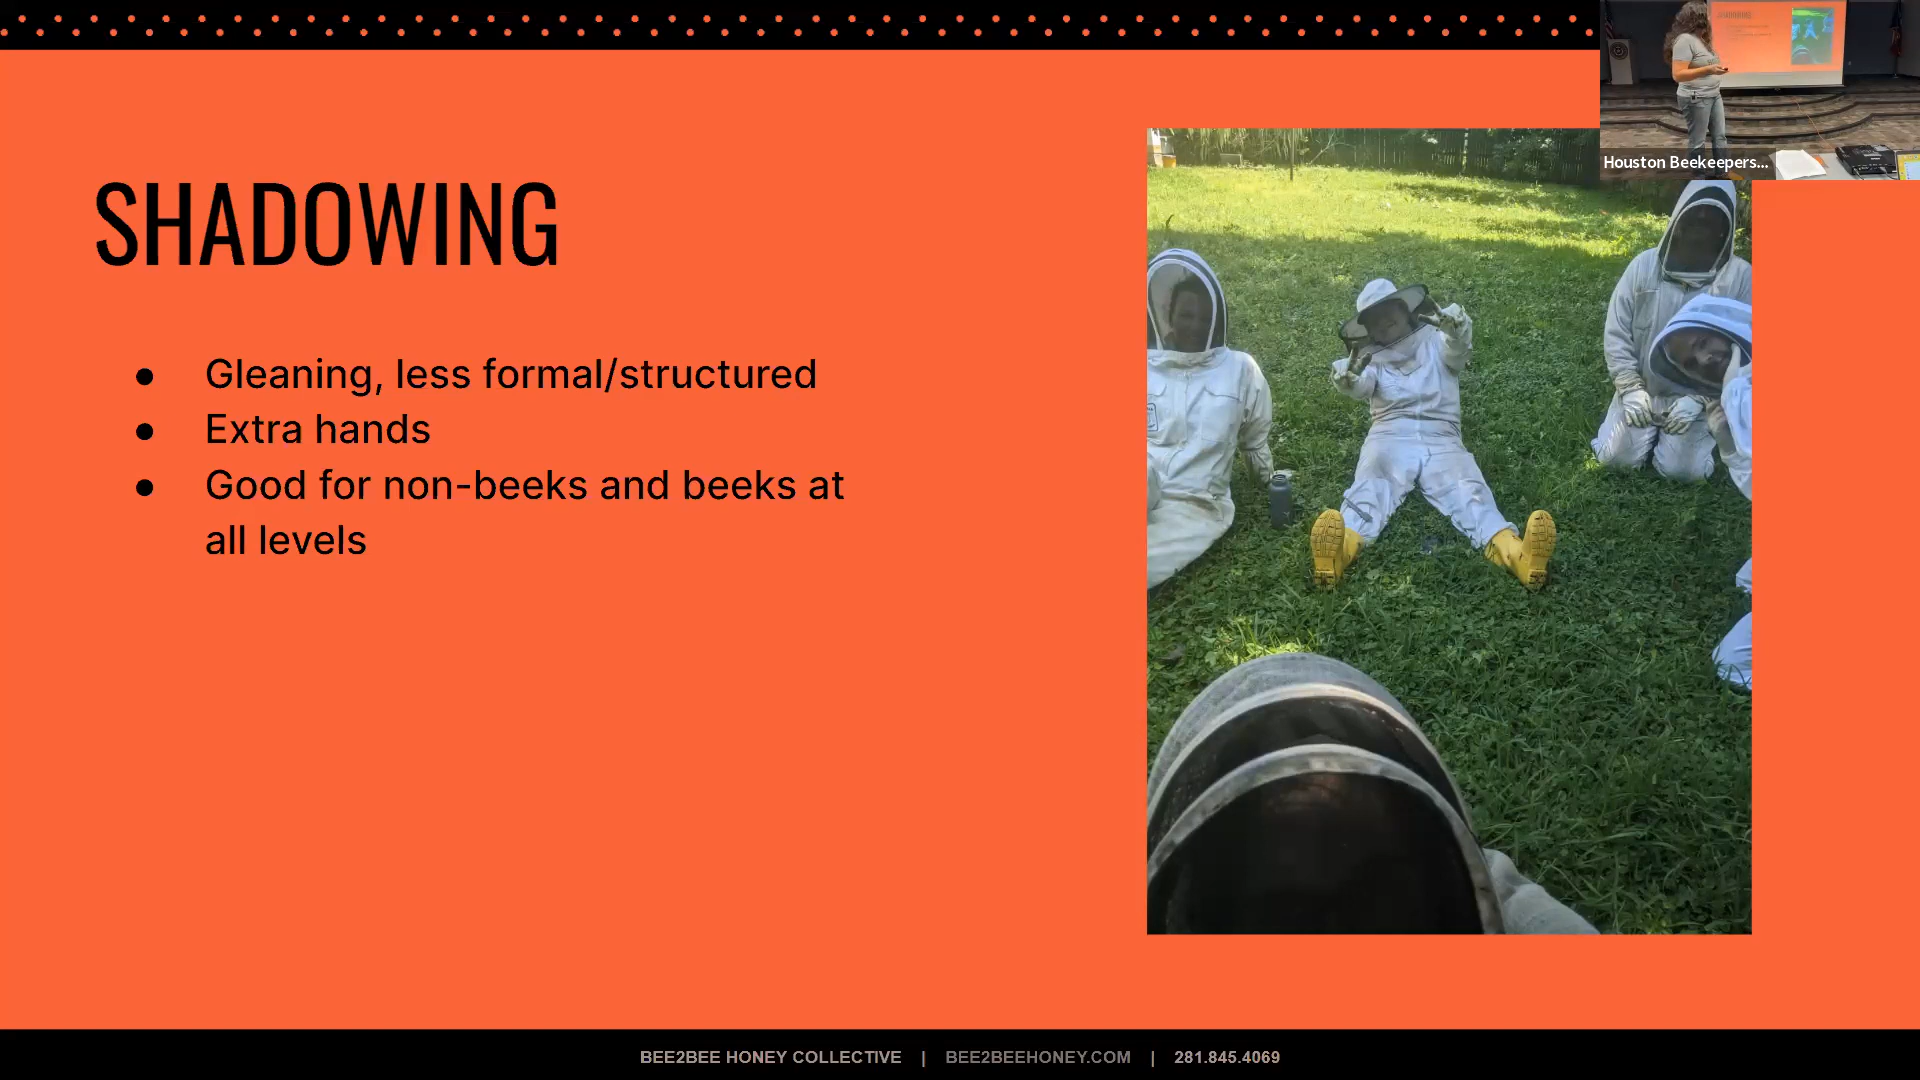 SHADOWING
● Gleaning, less formal/structured
● Extra hands
● Good for non-beeks and beeks at
all levels
Houston Beekeepers...
BEE2BEE HONEY COLLECTIVE | BEE2BEEHONEY.COM | 281.845.4069